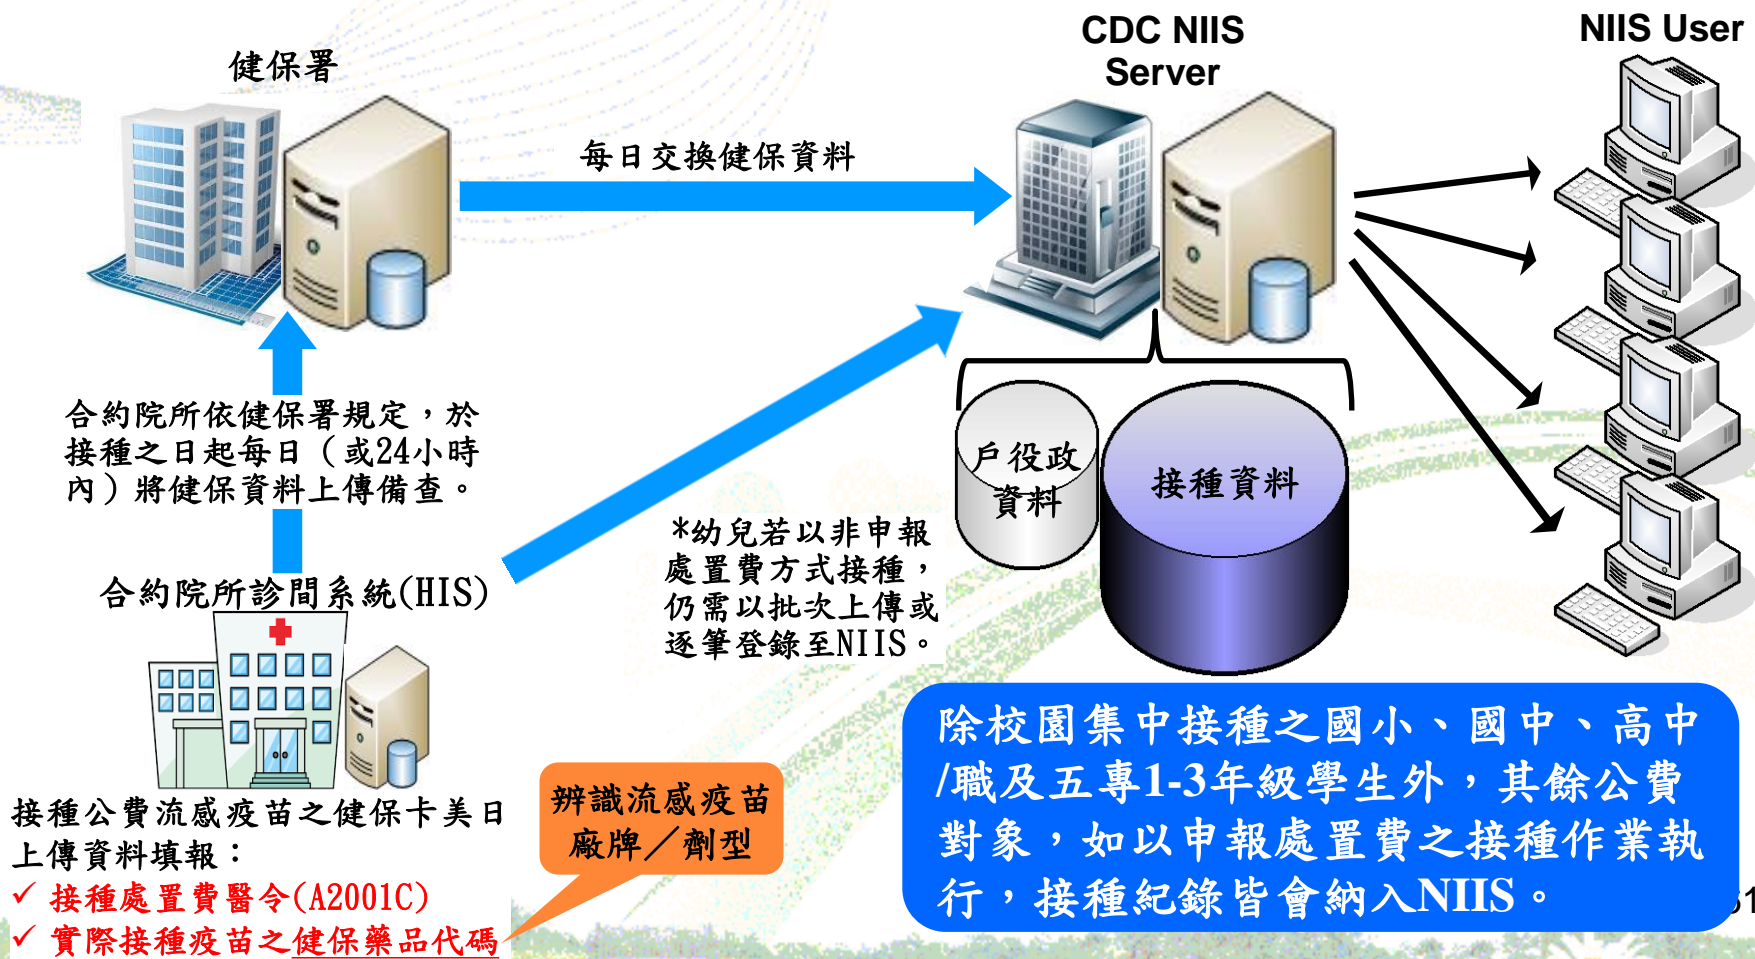 健保署
CDC NIIS
Server
NIIS User
每日交換健保資料
合約院所依健保署規定，於
接種之日起每日（或24小時
內）將健保資料上傳備查。
戶役政
資料
接種資料
*幼兒若以非申報
處置費方式接種，
仍需以批次上傳或
逐筆登錄至NIIS。
合約院所診間系統(HIS)
接種公費流感疫苗之健保卡美日
上傳資料填報：
✓ 接種處置費醫令(A2001C)
✓ 實際接種疫苗之健保藥品代碼
辨識流感疫苗
廠牌／劑型
除校園集中接種之國小、國中、高中
/職及五專1-3年級學生外，其餘公費
對象，如以申報處置費之接種作業執
行，接種紀錄皆會納入NIIS。